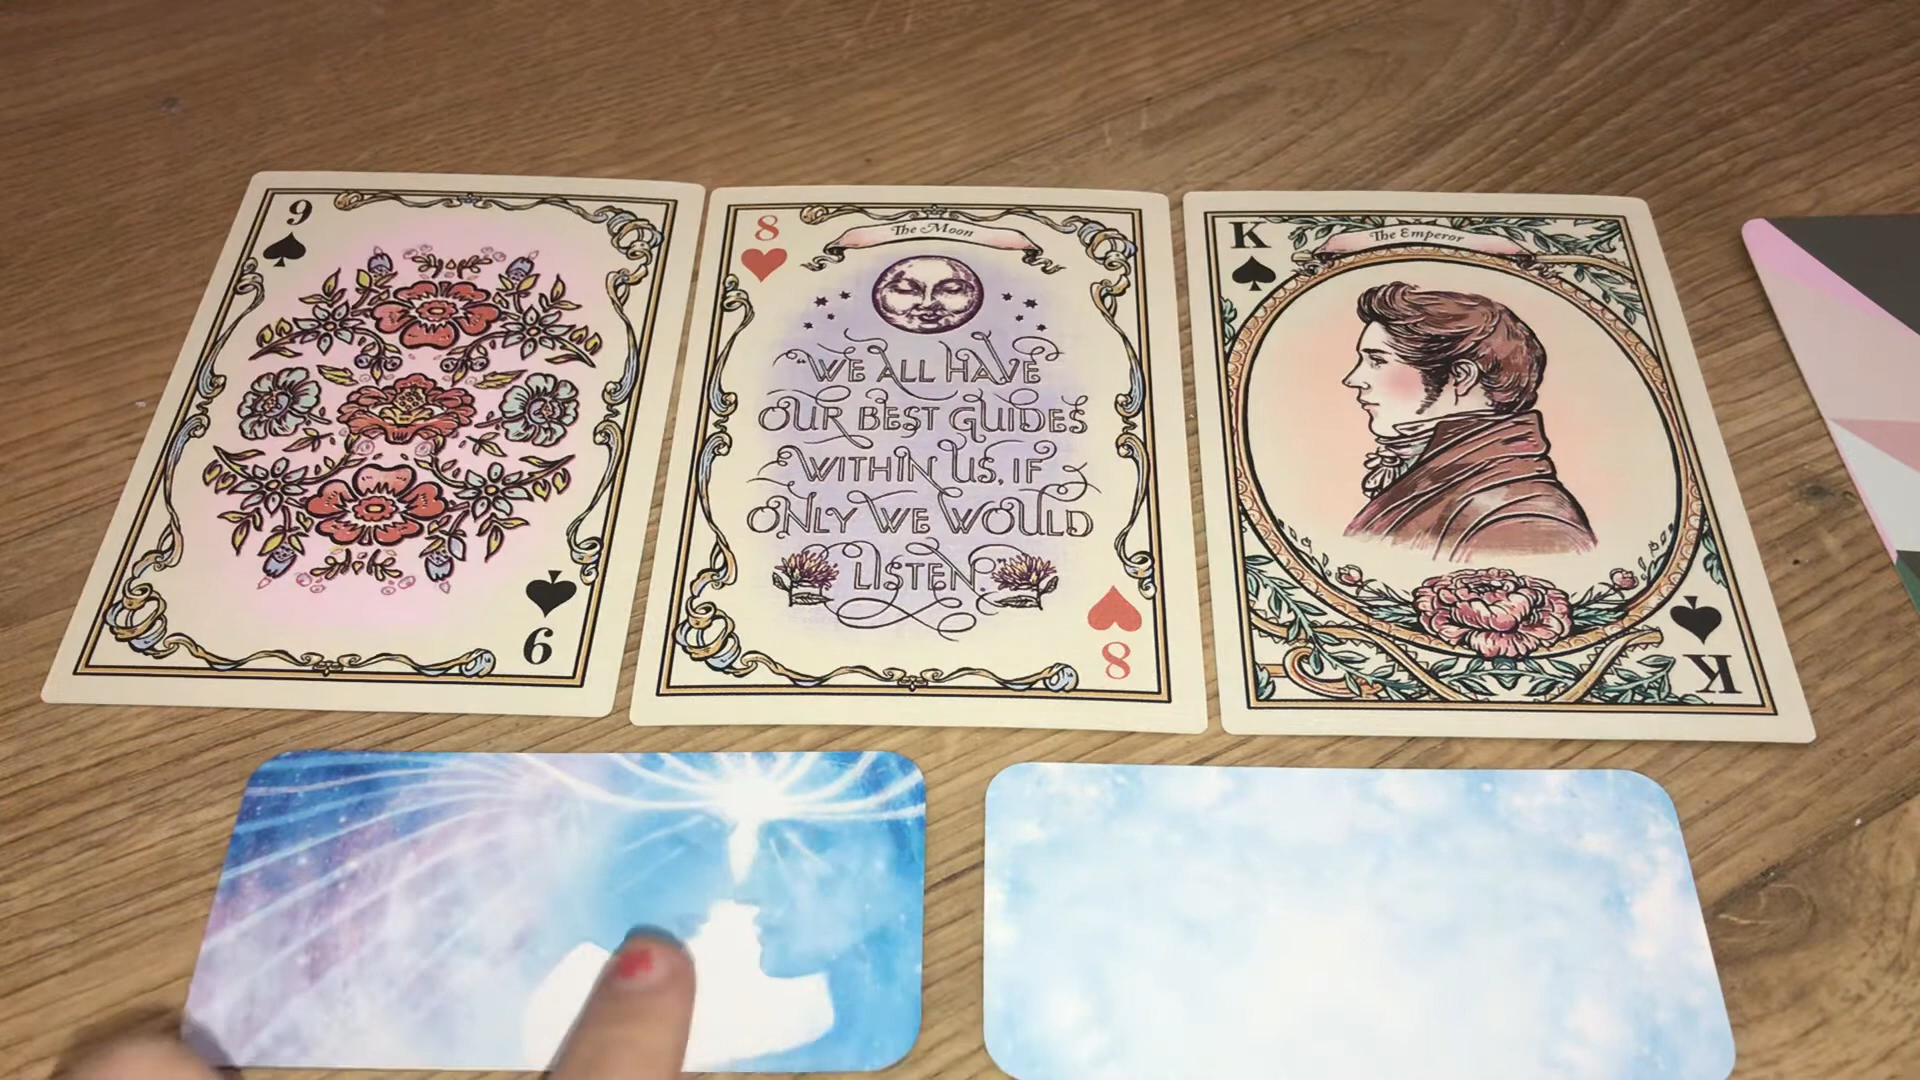 9
9
8
The Moon
"WE ALL HAVE
OUR BEST GUIDES
WITHIN US, IF
ONLY WE WOULD
LISTEN."
8
K
The Emperor
K